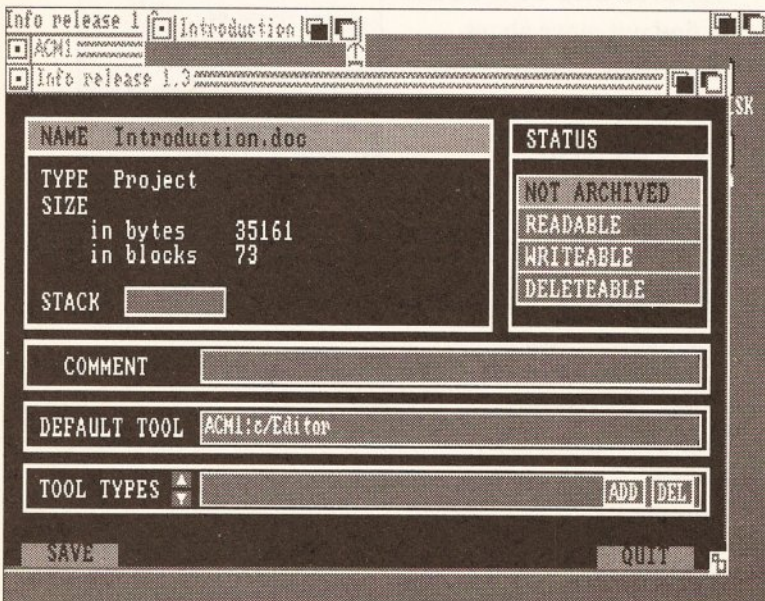 Info release 1
Introduction
ACM1
Info release 1.3
SK
NAME Introduction.doc
TYPE Project
SIZE
in bytes 35161
in blocks 73
STACK
STATUS
NOT ARCHIVED
READABLE
WRITEABLE
DELETEABLE
COMMENT
DEFAULT TOOL ACM1:c/Editor
TOOL TYPES ADD DEL
SAVE QUIT